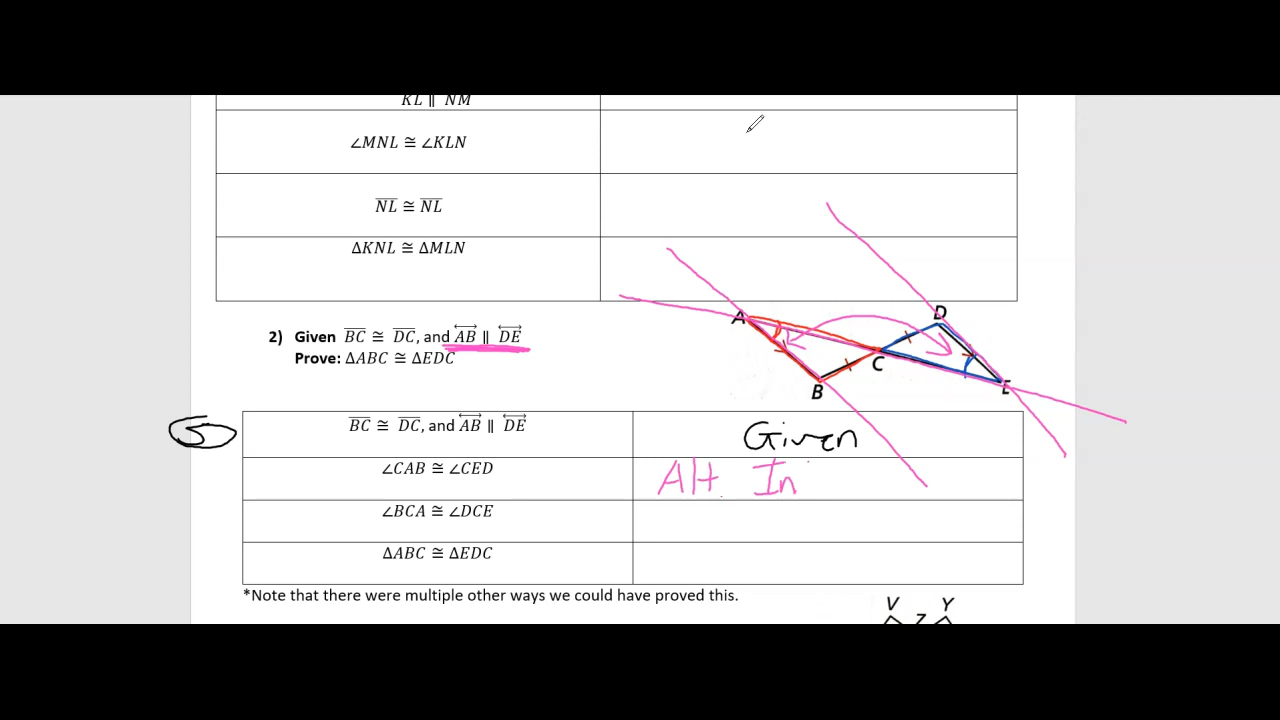 KL ∥ NM
∠MNL ≅ ∠KLN
NL ≅ NL
ΔKNL ≅ ΔMLN
2) Given BC ≅ DC, and AB ∥ DE
Prove: ΔABC ≅ ΔEDC
A
D
C
B
E
S
BC ≅ DC, and AB ∥ DE
Given
∠CAB ≅ ∠CED
Alt. In
∠BCA ≅ ∠DCE
ΔABC ≅ ΔEDC
*Note that there were multiple other ways we could have proved this.
V
Y
Z